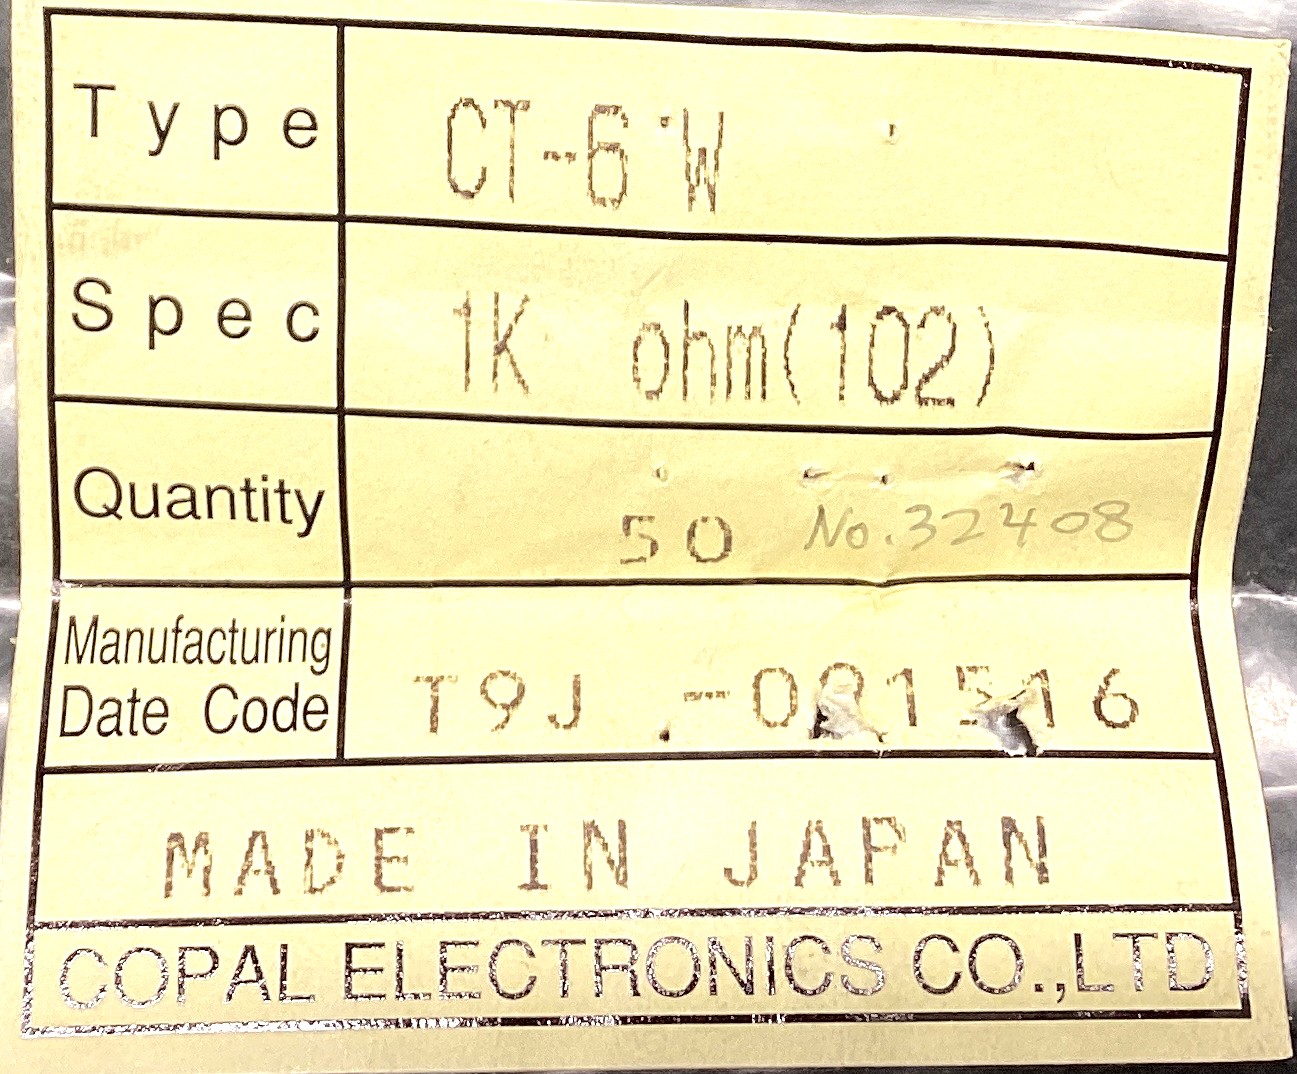 Type CT-6 W
Spec 1K ohm(102)
Quantity 50 No.32408
Manufacturing
Date Code T9J
MADE IN JAPAN
COPAL ELECTRONICS CO.,LTD